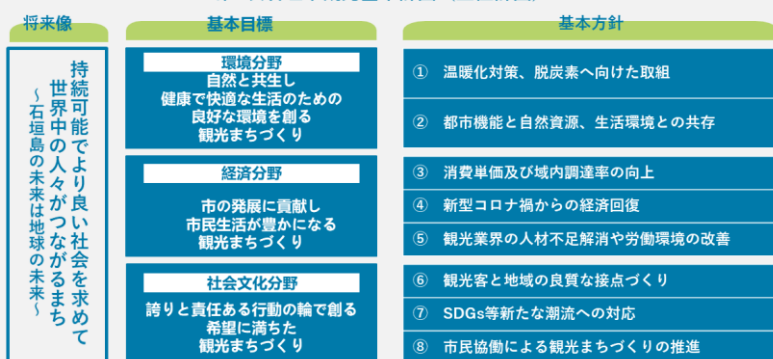 将来像
基本目標
基本方針
持続可能でより良い社会を求めて
世界中の人々がつながるまち
～石垣島の未来は地球の未来～
環境分野
自然と共生し
健康で快適な生活のための
良好な環境を創る
観光まちづくり
① 温暖化対策、脱炭素へ向けた取組
② 都市機能と自然資源、生活環境との共存
経済分野
市の発展に貢献し
市民生活が豊かになる
観光まちづくり
③ 消費単価及び域内調達率の向上
④ 新型コロナ禍からの経済回復
⑤ 観光業界の人材不足解消や労働環境の改善
社会文化分野
誇りと責任ある行動の輪で創る
希望に満ちた
観光まちづくり
⑥ 観光客と地域の良質な接点づくり
⑦ SDGs等新たな潮流への対応
⑧ 市民協働による観光まちづくりの推進